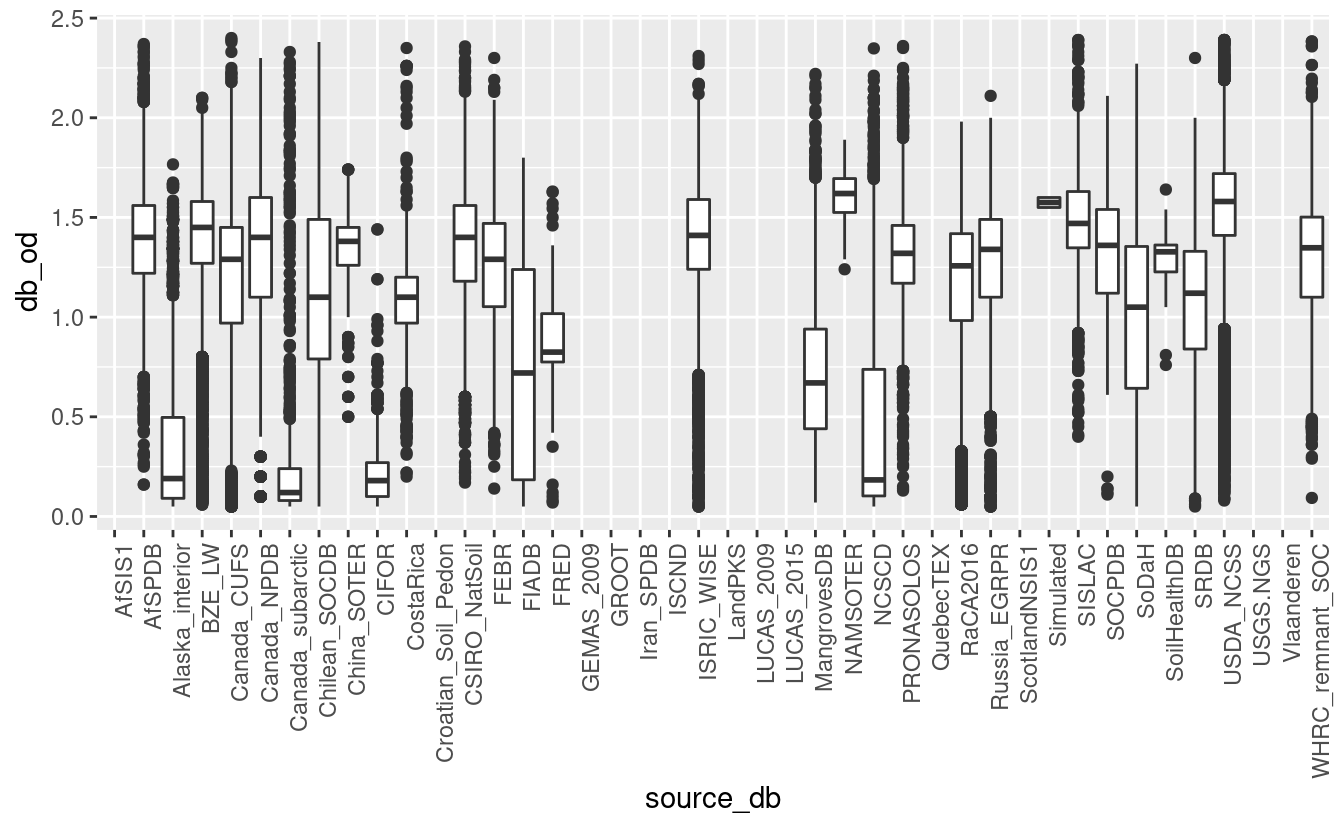 2.5
2.0
1.5
1.0
0.5
0.0
db_od
AfSIS1
AfSPDB
Alaska_interior
BZE_LW
Canada_CUFS
Canada_NPDB
Canada_subarctic
Chilean_SOCDB
China_SOTER
CIFOR
CostaRica
Croatian_Soil_Pedon
CSIRO_NatSoil
FEBR
FIADB
FRED
GEMAS_2009
GROOT
Iran_SPDB
ISCND
ISRIC_WISE
LandPKS
LUCAS_2009
LUCAS_2015
MangrovesDB
NAMSOTER
NCSCD
PRONASOLOS
QuebecTEX
RaCA2016
Russia_EGRPR
ScotlandNSIS1
Simulated
SISLAC
SOCPDB
SoDaH
SoilHealthDB
SRDB
USDA_NCSS
USGS.NGS
Vlaanderen
WHRC_remnant_SOC
source_db